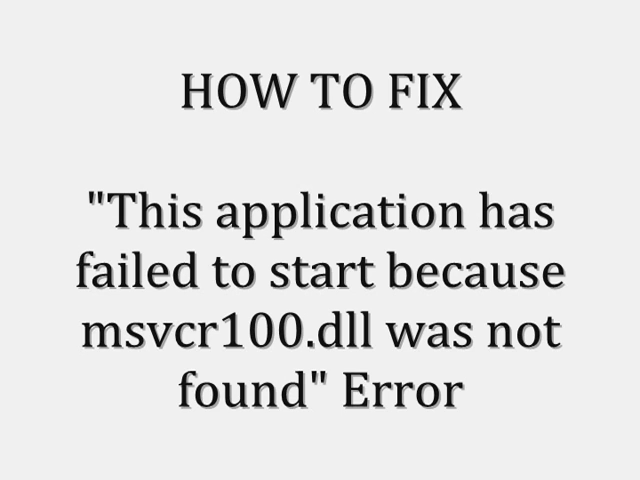 HOW TO FIX
"This application has
failed to start because
msvcr100.dll was not
found" Error